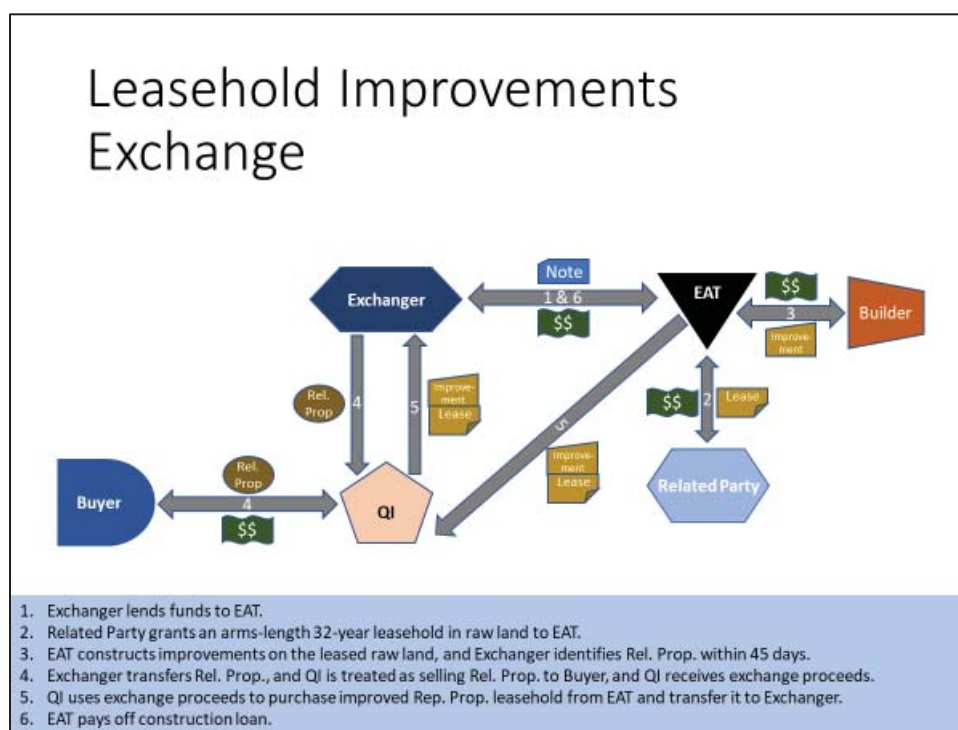 Leasehold Improvements
Exchange
Note
Exchanger
1 & 6
$$
EAT
$$
3
Improve-
ment
Builder
Rel.
Prop
4
5
Improve-
ment
Lease
$$
2
Lease
5
Improve-
ment
Lease
Related Party
Buyer
Rel.
Prop
4
$$
QI
1. Exchanger lends funds to EAT.
2. Related Party grants an arms-length 32-year leasehold in raw land to EAT.
3. EAT constructs improvements on the leased raw land, and Exchanger identifies Rel. Prop. within 45 days.
4. Exchanger transfers Rel. Prop., and QI is treated as selling Rel. Prop. to Buyer, and QI receives exchange proceeds.
5. QI uses exchange proceeds to purchase improved Rep. Prop. leasehold from EAT and transfer it to Exchanger.
6. EAT pays off construction loan.